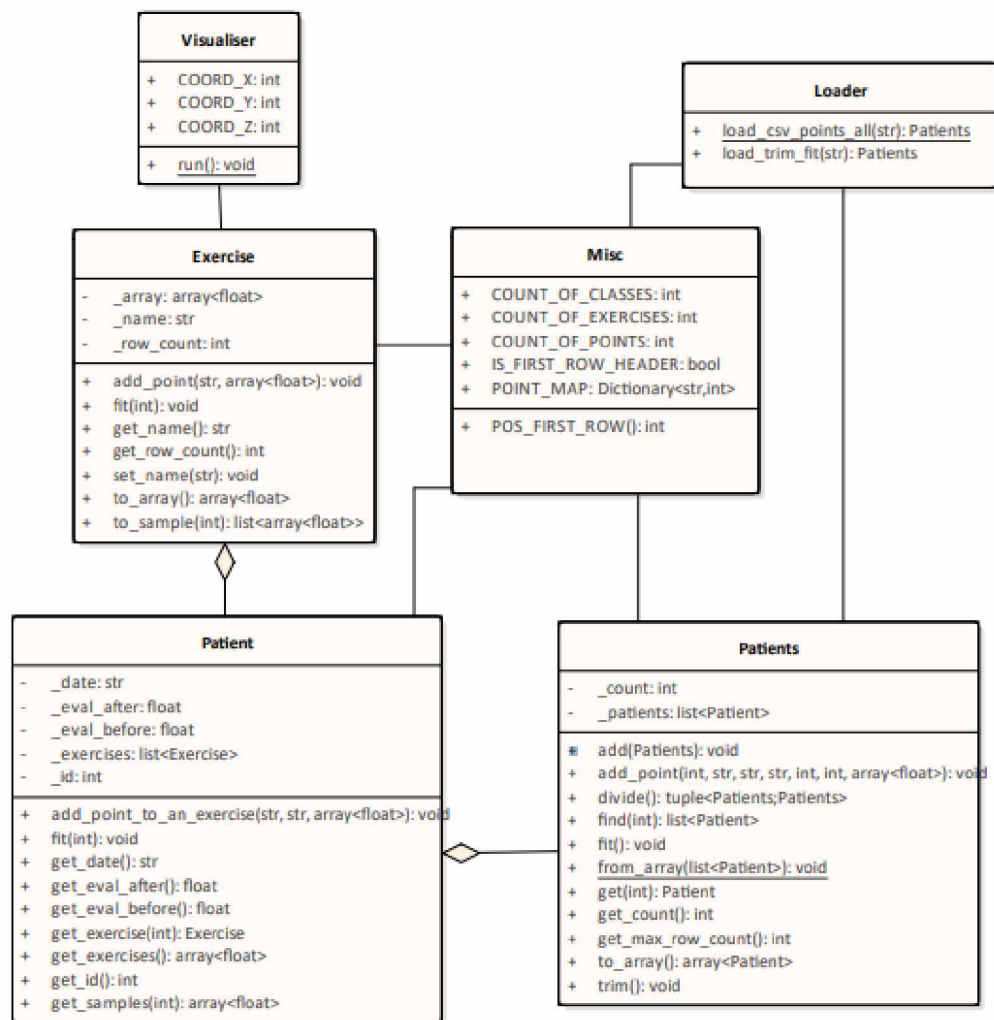 Visualiser
+ COORD_X: int
+ COORD_Y: int
+ COORD_Z: int
+ run(): void
Loader
+ load_csv_points_all(str): Patients
+ load_trim_fit(str): Patients
Exercise
- _array: array<float>
- _name: str
- _row_count: int
+ add_point(str, array<float>): void
+ fit(int): void
+ get_name(): str
+ get_row_count(): int
+ set_name(str): void
+ to_array(): array<float>
+ to_sample(int): list<array<float>>
Misc
+ COUNT_OF_CLASSES: int
+ COUNT_OF_EXERCISES: int
+ COUNT_OF_POINTS: int
+ IS_FIRST_ROW_HEADER: bool
+ POINT_MAP: Dictionary<str,int>
+ POS_FIRST_ROW(): int
Patient
- _date: str
- _eval_after: float
- _eval_before: float
- _exercises: list<Exercise>
- _id: int
+ add_point_to_an_exercise(str, str, array<float>): void
+ fit(int): void
+ get_date(): str
+ get_eval_after(): float
+ get_eval_before(): float
+ get_exercise(int): Exercise
+ get_exercises(): array<float>
+ get_id(): int
+ get_samples(int): array<float>
Patients
- _count: int
- _patients: list<Patient>
add(Patients): void
+ add_point(int, str, str, str, int, int, array<float>): void
+ divide(): tuple<Patients;Patients>
+ find(int): list<Patient>
+ fit(): void
+ from_array(list<Patient>): void
+ get(int): Patient
+ get_count(): int
+ get_max_row_count(): int
+ to_array(): array<Patient>
+ trim(): void